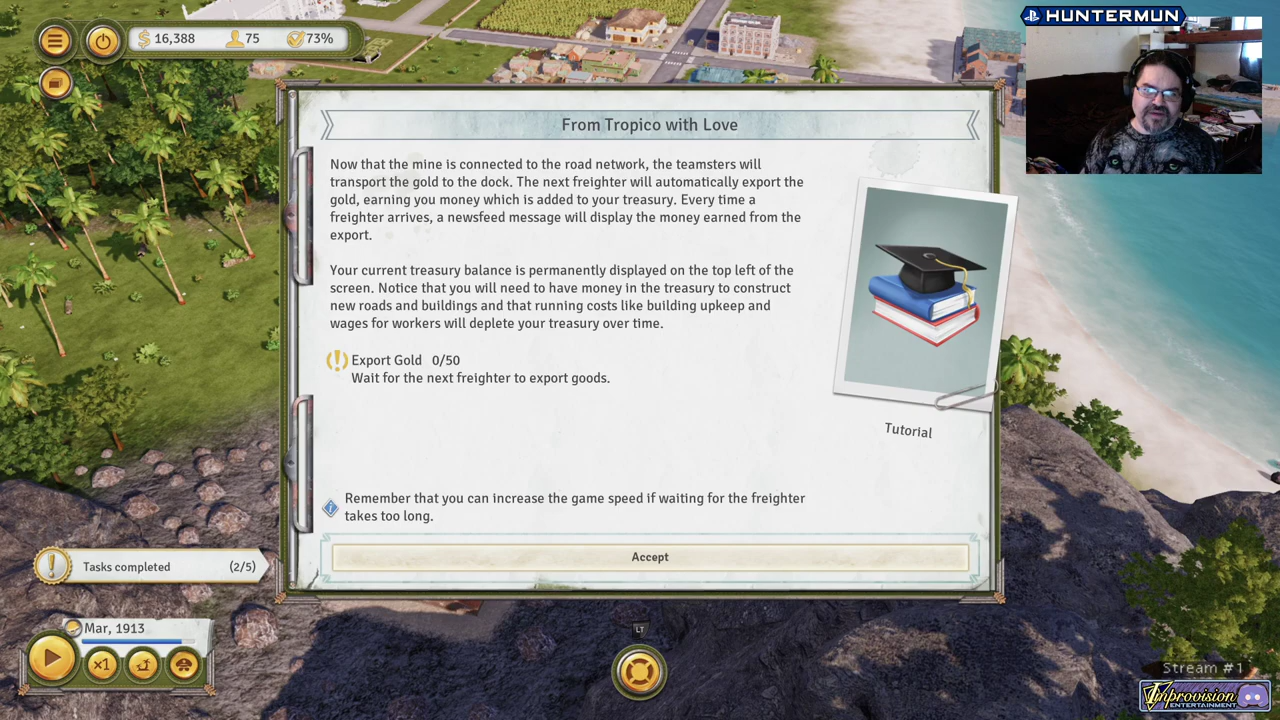 HUNTERMUN
16,388
75
73%
From Tropico with Love
Now that the mine is connected to the road network, the teamsters will
transport the gold to the dock. The next freighter will automatically export the
gold, earning you money which is added to your treasury. Every time a
freighter arrives, a newsfeed message will display the money earned from the
export.
Your current treasury balance is permanently displayed on the top left of the
screen. Notice that you will need to have money in the treasury to construct
new roads and buildings and that running costs like building upkeep and
wages for workers will deplete your treasury over time.
Export Gold 0/50
Wait for the next freighter to export goods.
Tutorial
Remember that you can increase the game speed if waiting for the freighter
takes too long.
Accept
Tasks completed (2/5)
Mar, 1913
x1
LT
Stream #1
Improvision
ENTERTAINMENT